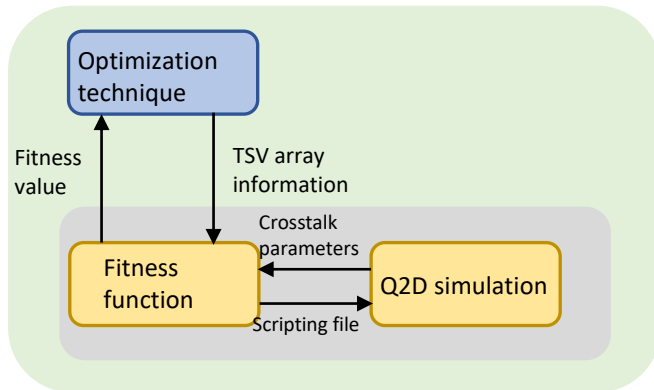 Optimization
technique
Fitness
value
TSV array
information
Crosstalk
parameters
Fitness
function
Q2D simulation
Scripting file